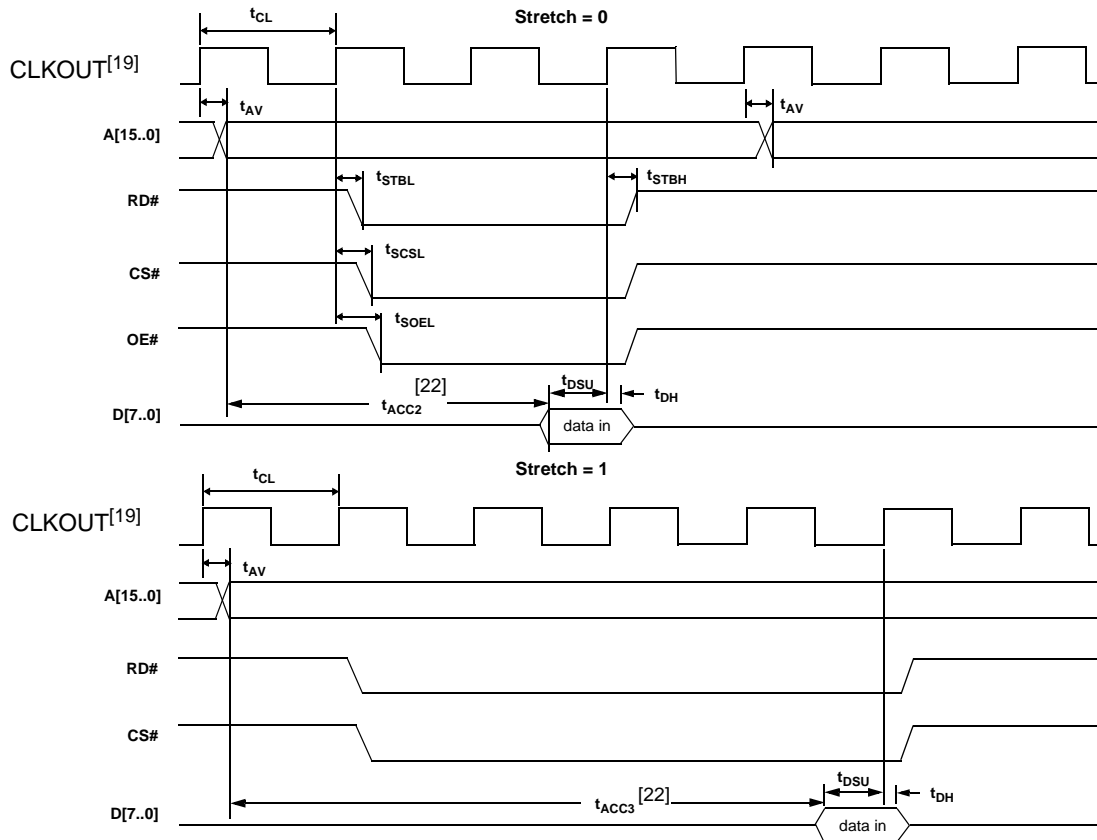 Stretch = 0
tCL
CLKOUT[19]
tAV
tAV
A[15..0]
tSTBL
tSTBH
RD#
tSCSL
CS#
tSOEL
OE#
[22]
tDSU
tACC2
tDH
D[7..0]
data in
Stretch = 1
tCL
CLKOUT[19]
tAV
A[15..0]
RD#
CS#
tDSU
tACC3 [22]
tDH
D[7..0]
data in